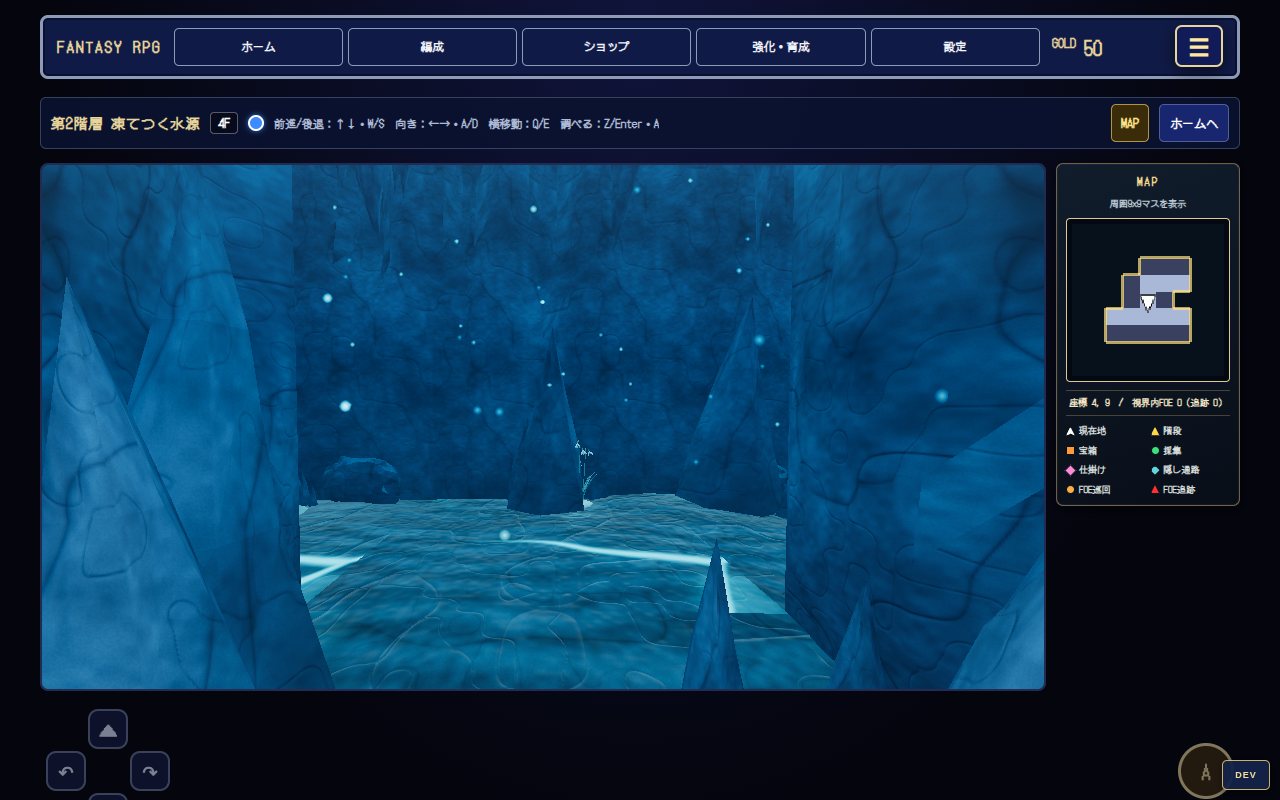 FANTASY RPG ホーム 編成 ショップ 強化・育成 設定 GOLD 50
第2階層 凍てつく水源 4F 前進/後退：↑↓・W/S 向き：←→・A/D 横移動：Q/E 調べる：Z/Enter・A MAP ホームへ
MAP
周囲9x9マスを表示
座標 4, 9 / 視界内FOE 0（追跡 0）
現在地 階段
宝箱 採集
仕掛け 隠し通路
FOE巡回 FOE追跡
A
DEV